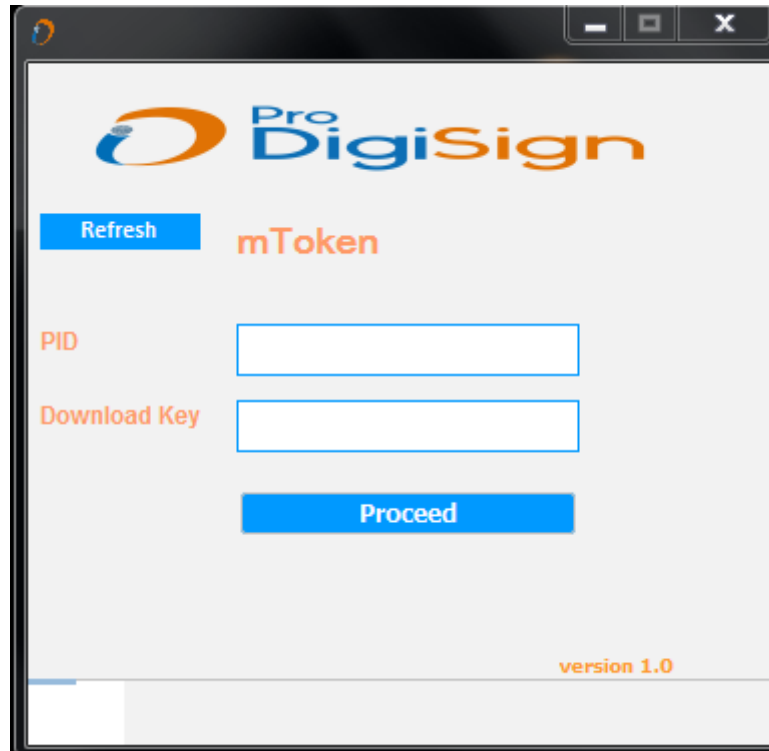 Pro
DigiSign
Refresh
mToken
PID
Download Key
Proceed
version 1.0